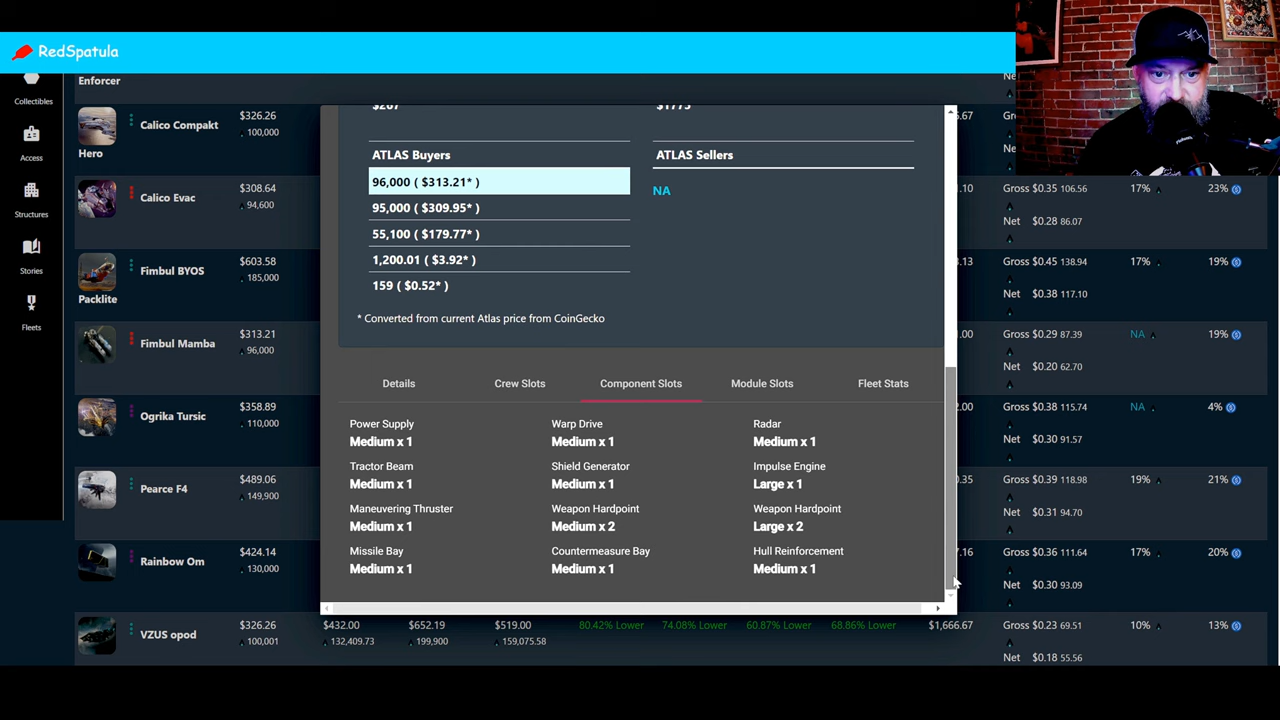 RedSpatula
Collectibles
Access
Structures
Stories
Fleets
Enforcer
Calico Compakt
Hero
$326.26
100,000
Calico Evac
$308.64
94,600
Fimbul BYOS
Packlite
$603.58
185,000
Fimbul Mamba
$313.21
96,000
Ogrika Tursic
$358.89
110,000
Pearce F4
$489.06
149,900
Rainbow Om
$424.14
130,000
VZUS opod
$326.26
100,001
$432.00
132,409.73
$652.19
199,900
$519.00
159,075.58
80.42% Lower
74.08% Lower
60.87% Lower
68.86% Lower
$1,666.67
ATLAS Buyers
96,000 ( $313.21* )
95,000 ( $309.95* )
55,100 ( $179.77* )
1,200.01 ( $3.92* )
159 ( $0.52* )
ATLAS Sellers
NA
* Converted from current Atlas price from CoinGecko
Details
Crew Slots
Component Slots
Module Slots
Fleet Stats
Power Supply
Medium x 1
Warp Drive
Medium x 1
Radar
Medium x 1
Tractor Beam
Medium x 1
Shield Generator
Medium x 1
Impulse Engine
Large x 1
Maneuvering Thruster
Medium x 1
Weapon Hardpoint
Medium x 2
Weapon Hardpoint
Large x 2
Missile Bay
Medium x 1
Countermeasure Bay
Medium x 1
Hull Reinforcement
Medium x 1
Gross $0.35 106.56
17%
23%
Net $0.28 86.07
Gross $0.45 138.94
17%
19%
Net $0.38 117.10
Gross $0.29 87.39
NA
19%
Net $0.20 62.70
Gross $0.38 115.74
NA
4%
Net $0.30 91.57
Gross $0.39 118.98
19%
21%
Net $0.31 94.70
Gross $0.36 111.64
17%
20%
Net $0.30 93.09
Gross $0.23 69.51
10%
13%
Net $0.18 55.56